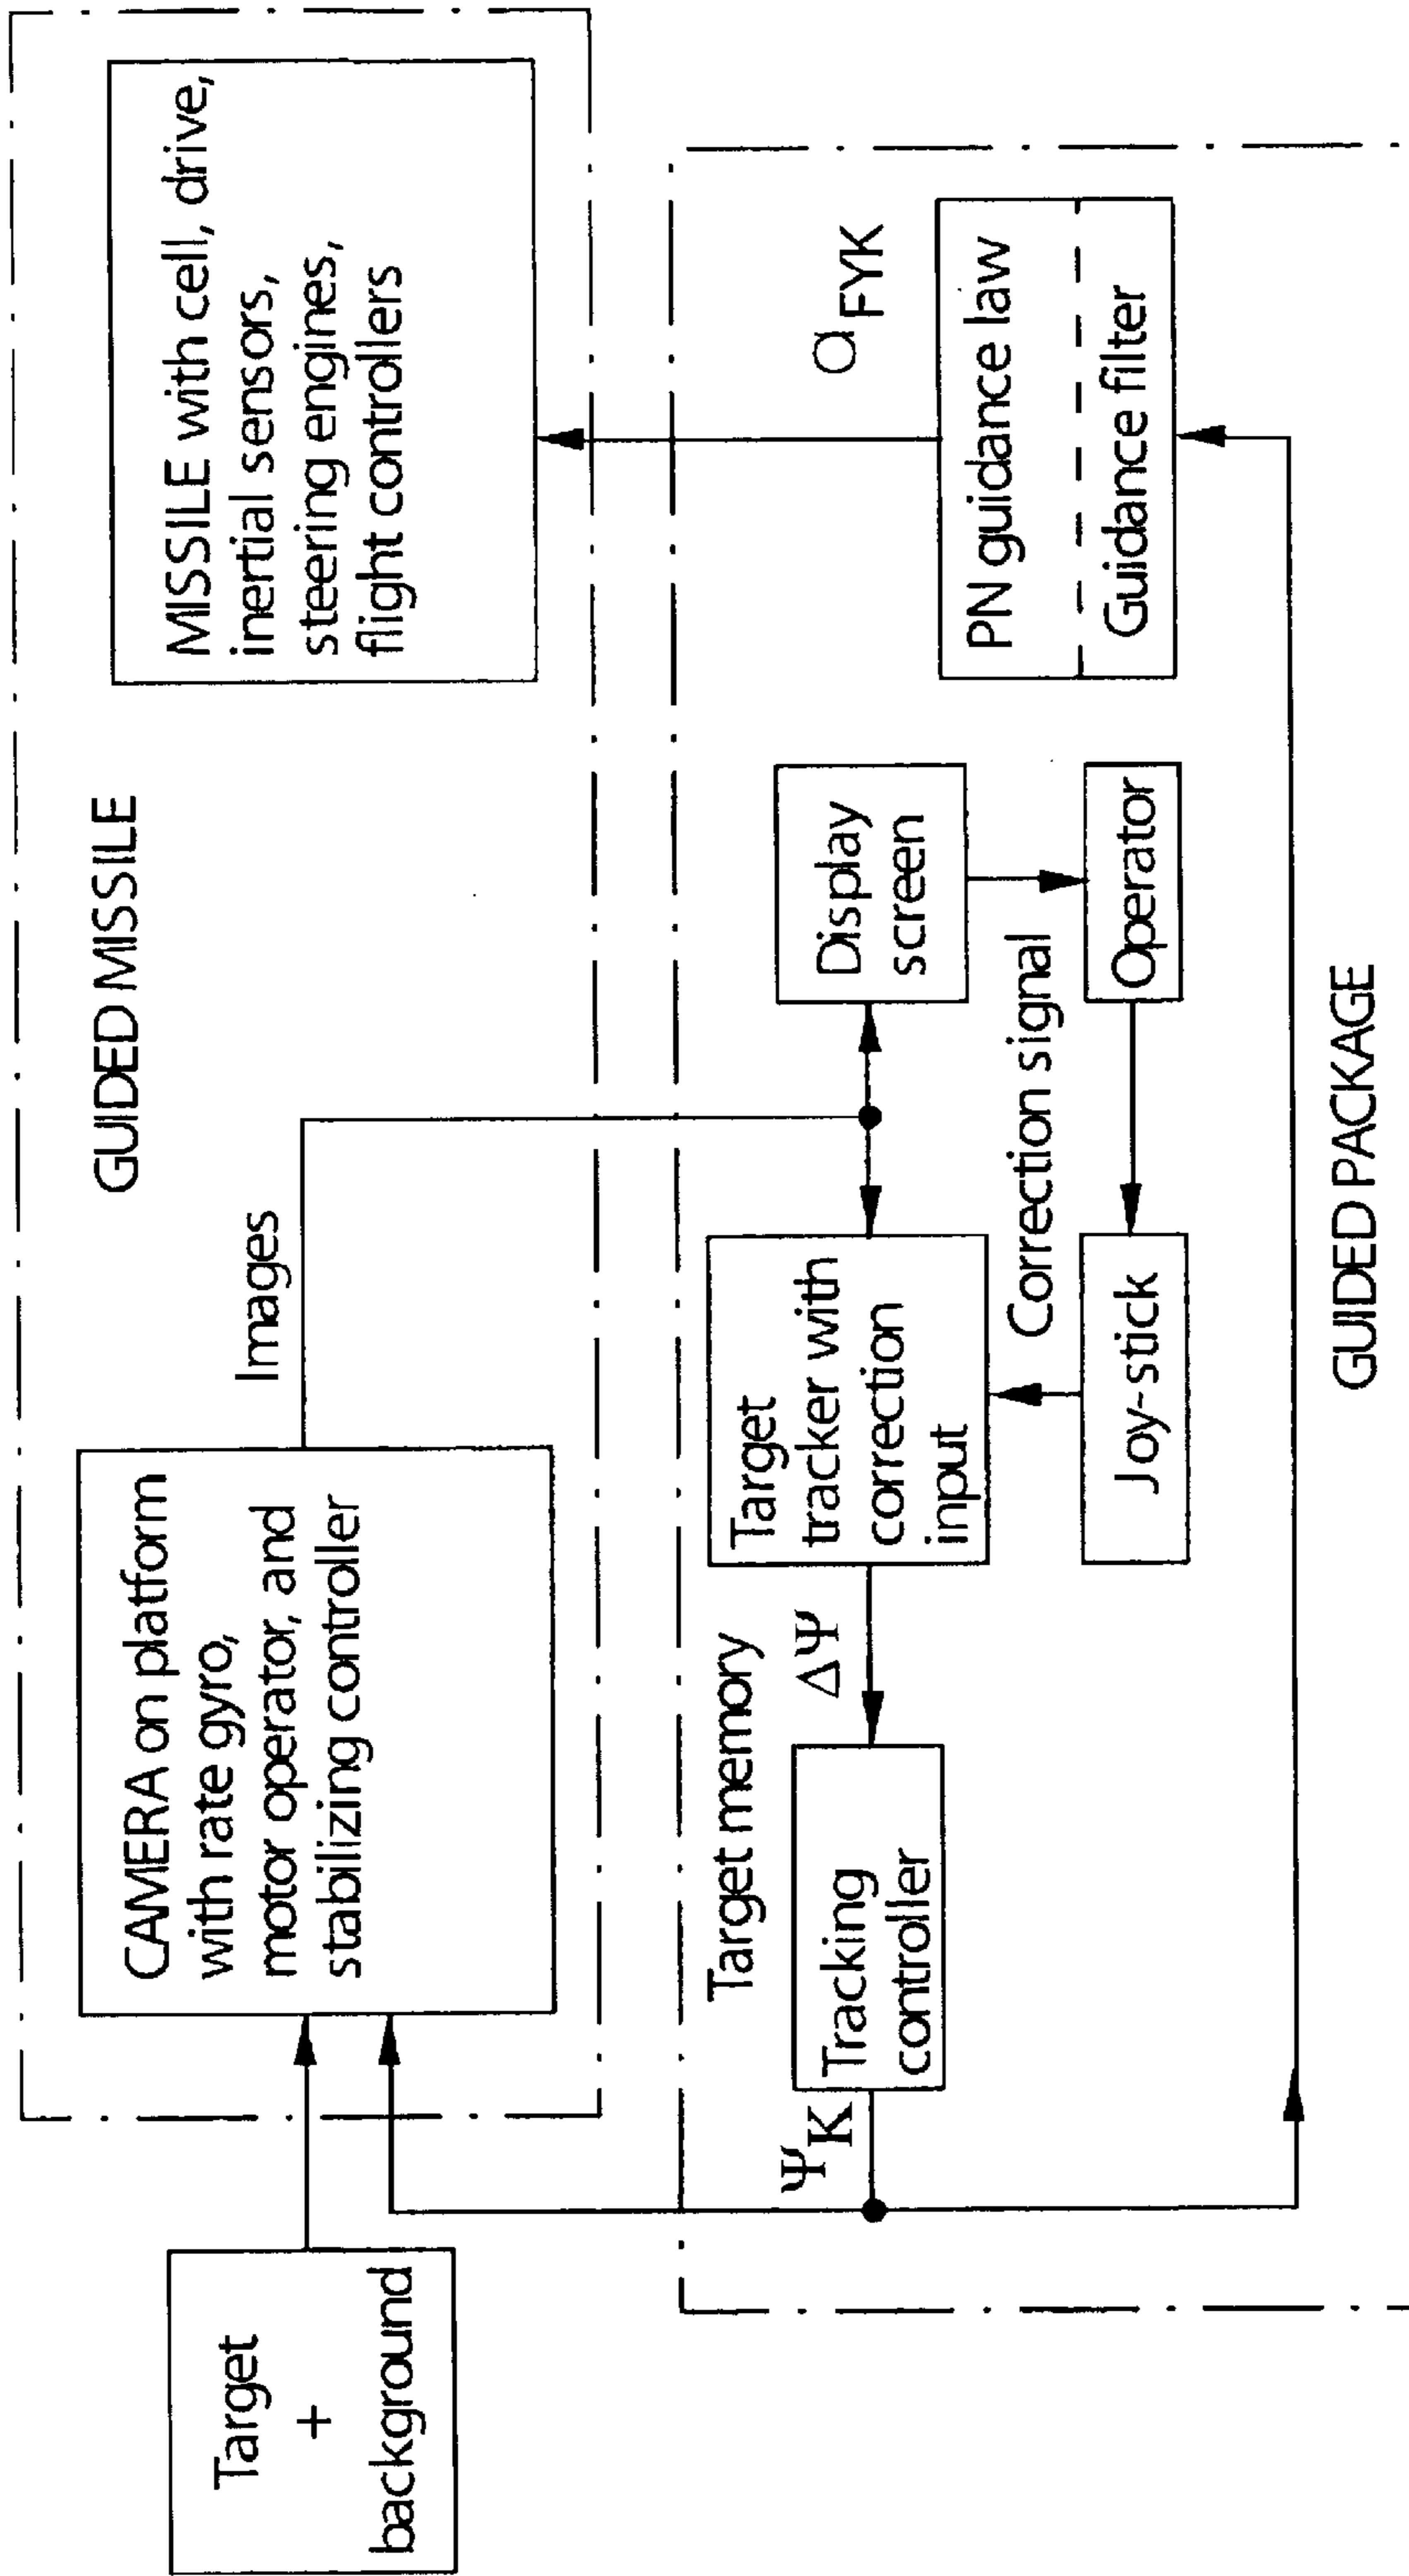 GUIDED MISSILE
Target
+
background
CAMERA on platform
with rate gyro,
motor operator, and
stabilizing controller
Images
MISSILE with cell, drive,
inertial sensors,
steering engines,
flight controllers
Target memory
Ψ K
Tracking
controller
ΔΨ
Target
tracker with
correction
input
Display
screen
Correction signal
Joy-stick
Operator
a FYK
PN guidance law
Guidance filter
GUIDED PACKAGE